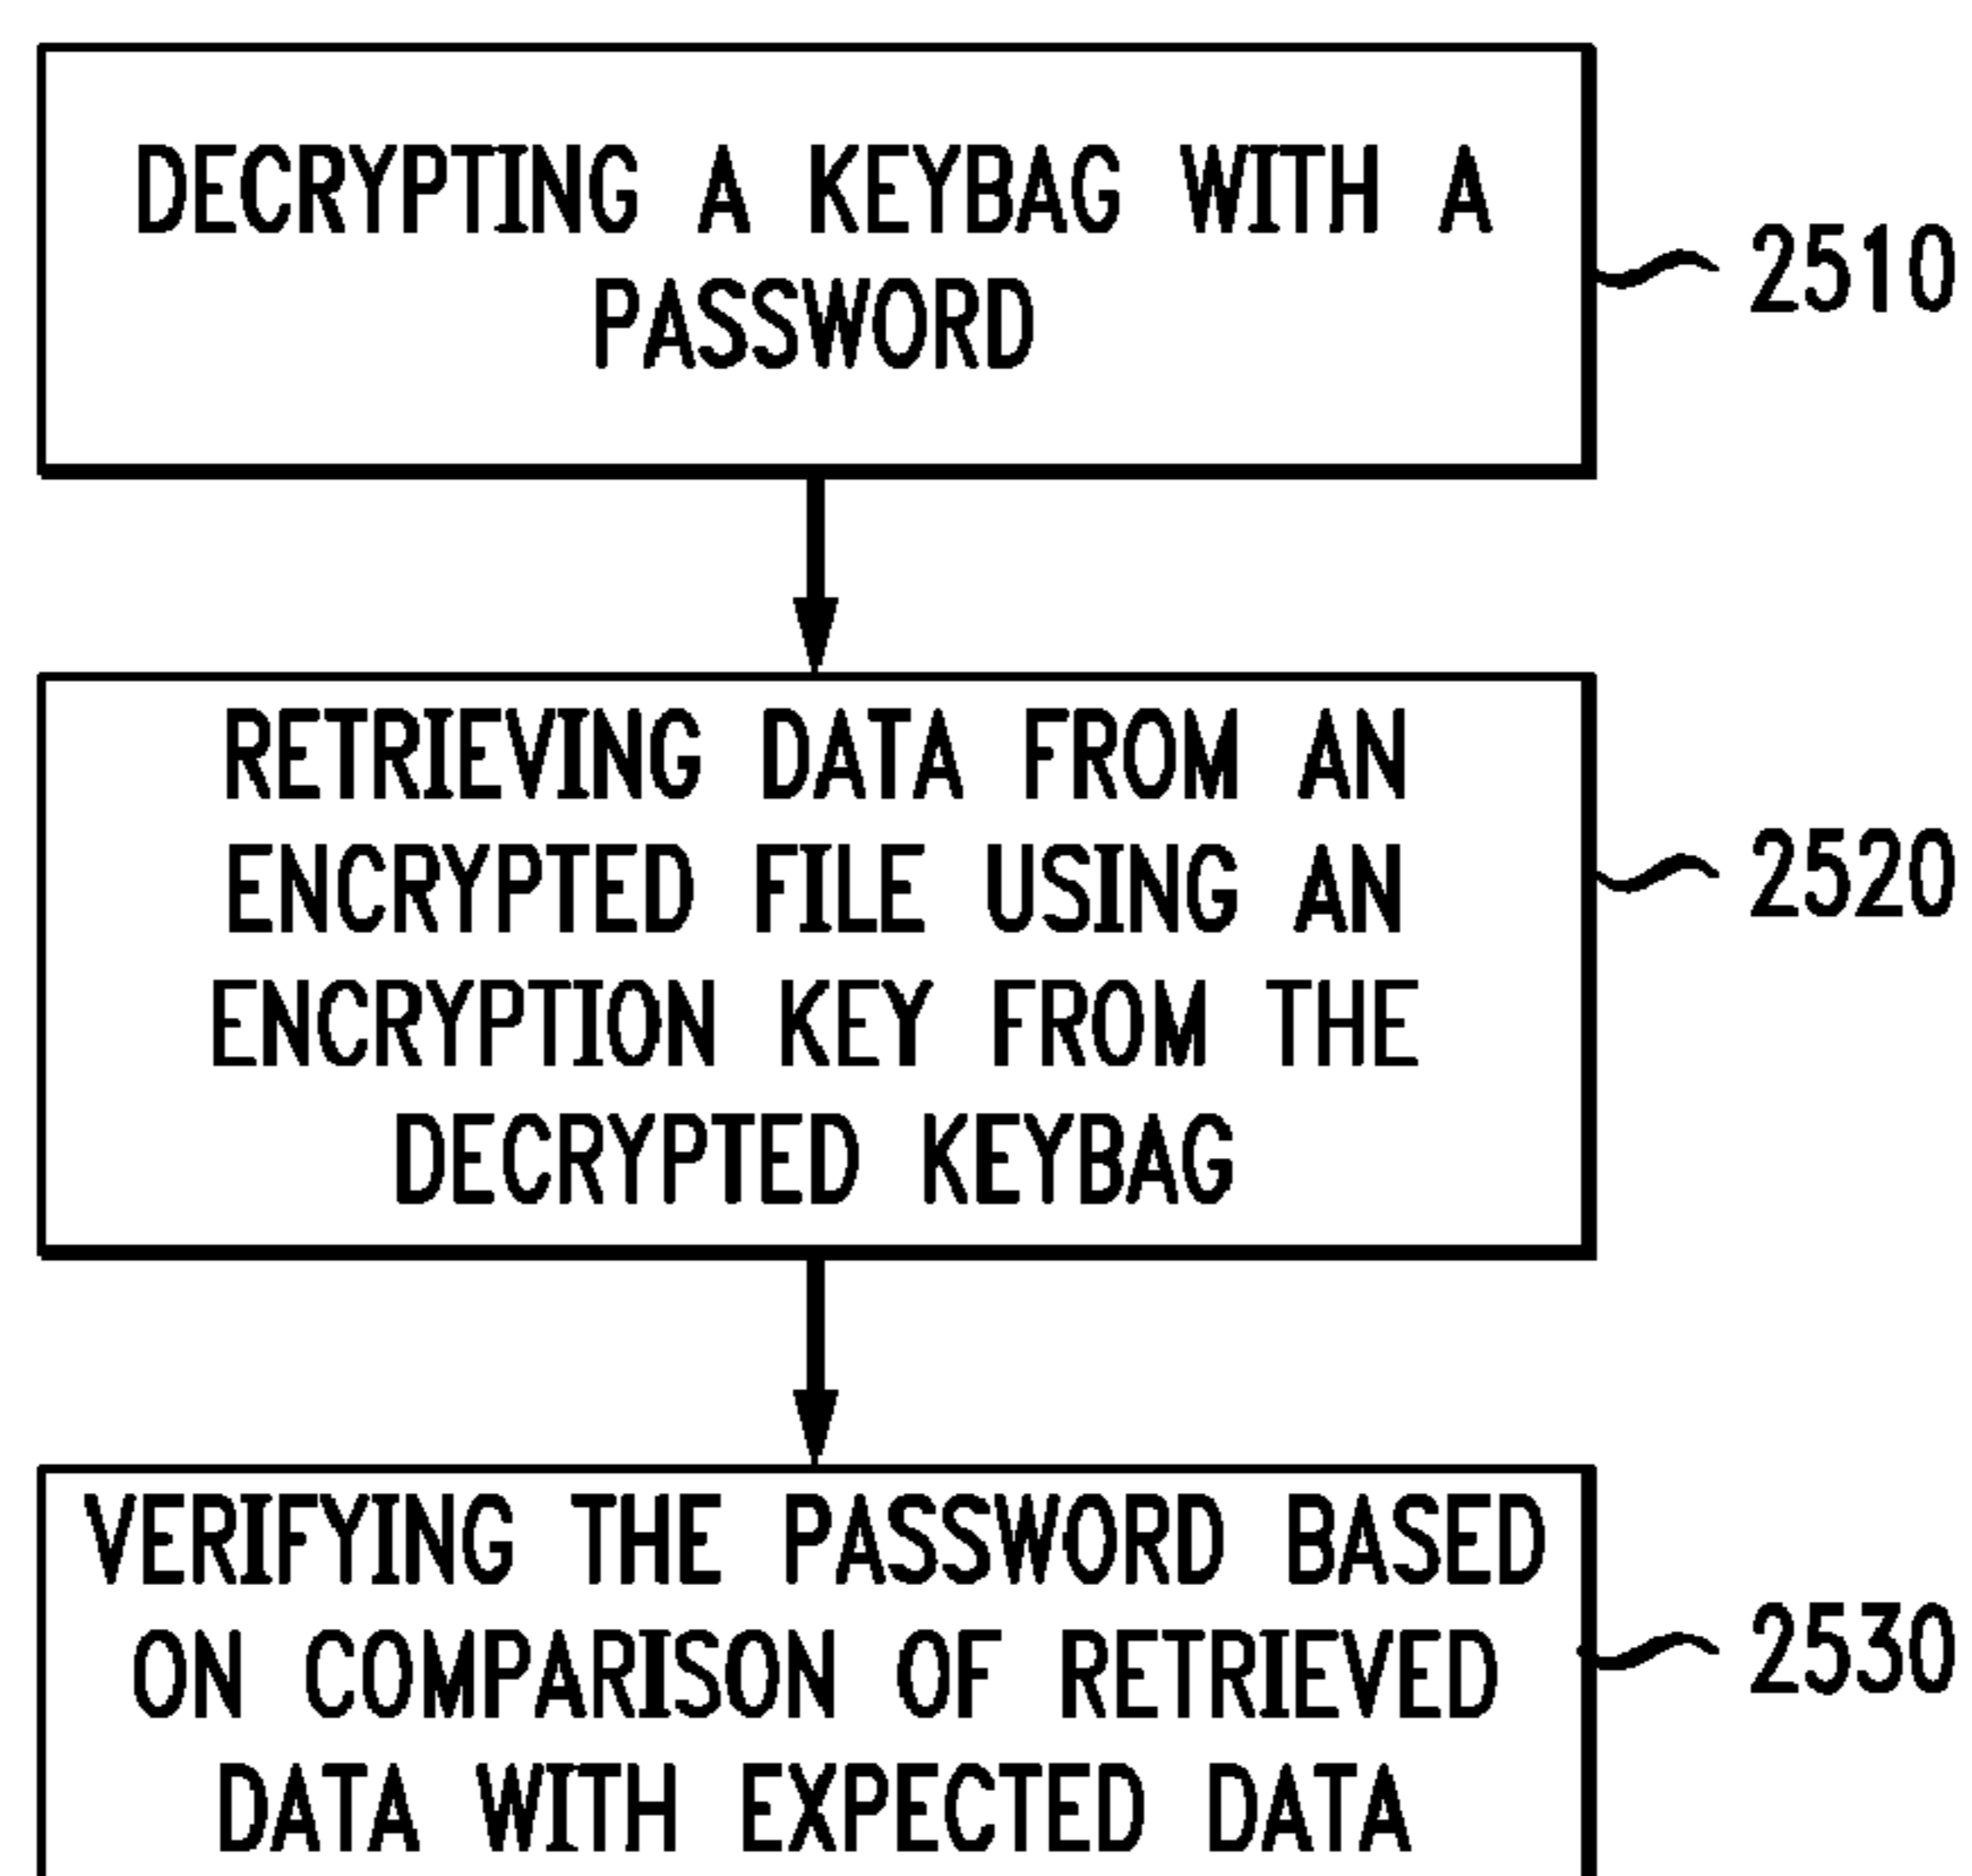 DECRYPTING A KEYBAG WITH A
PASSWORD
2510
RETRIEVING DATA FROM AN
ENCRYPTED FILE USING AN
ENCRYPTION KEY FROM THE
DECRYPTED KEYBAG
2520
VERIFYING THE PASSWORD BASED
ON COMPARISON OF RETRIEVED
DATA WITH EXPECTED DATA
2530